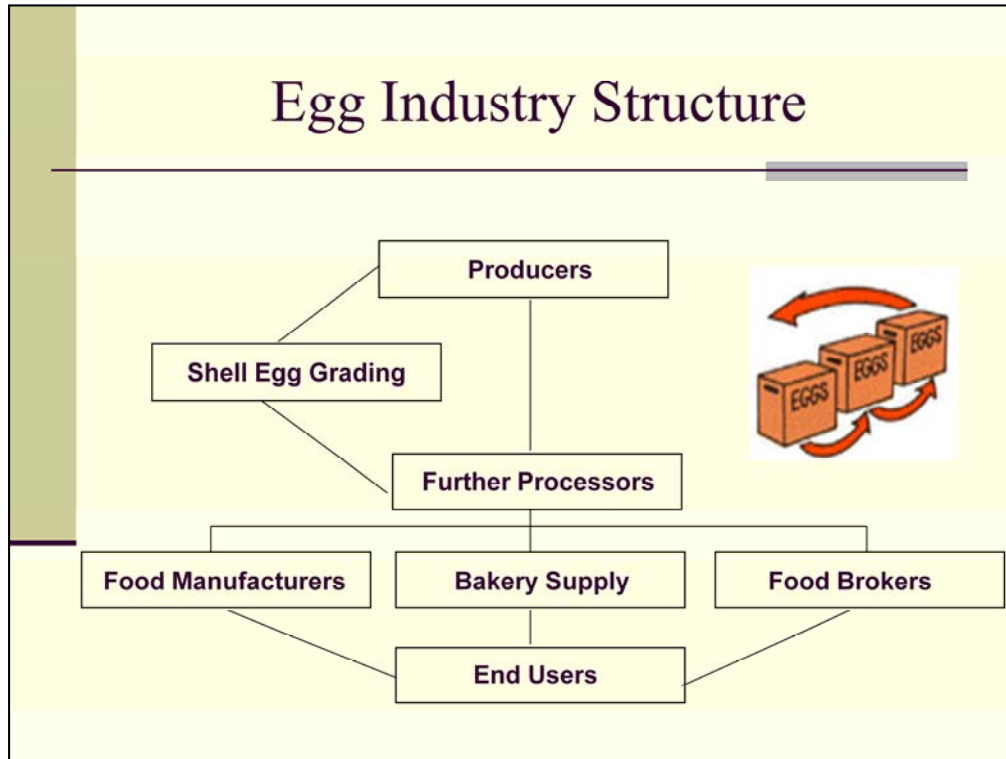 Egg Industry Structure
Producers
Shell Egg Grading
EGGS
EGGS
EGGS
Further Processors
Food Manufacturers
Bakery Supply
Food Brokers
End Users